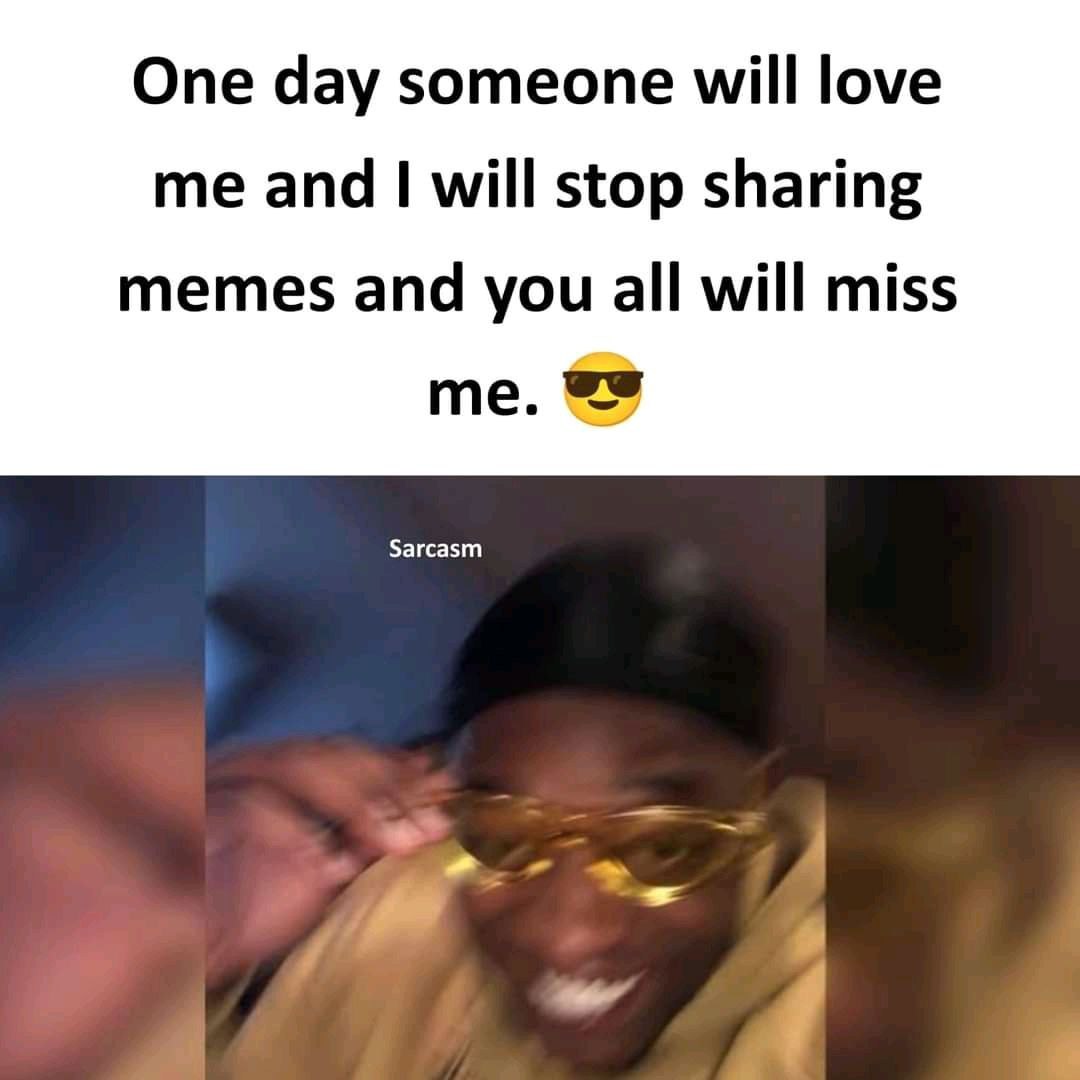 One day someone will love
me and I will stop sharing
memes and you all will miss
me. 😎
Sarcasm